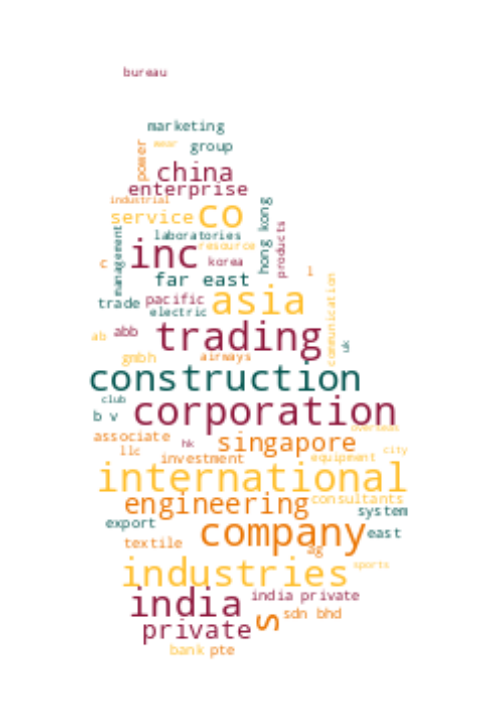 bureau
marketing
power
wear
group
china
enterprise
industrial
service
co
hong kong
management
laboratories
products
inc
resource
c
korea
l
far east
communication
trade
pacific
asia
electric
ab
abb
trading
uk
gmbh
airways
construction
club
b v
corporation
associate
overseas
hk
singapore
llc
city
investment
equipment
international
engineering
consultants
system
export
company
east
textile
ag
industries
sports
india
india private
s
sdn bhd
private
bank
pte